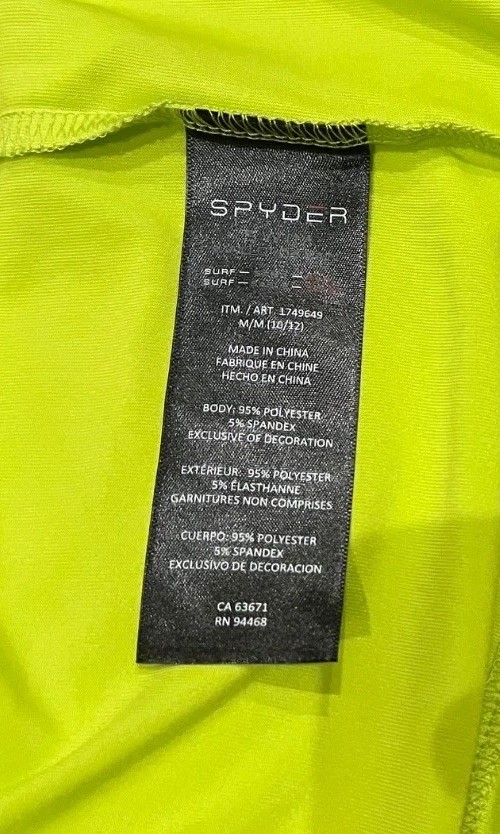 SPYDER
SURF —
SURF —
ITM. / ART. 1749649
M/M (10/12)
MADE IN CHINA
FABRIQUE EN CHINE
HECHO EN CHINA
BODY: 95% POLYESTER
5% SPANDEX
EXCLUSIVE OF DECORATION
EXTÉRIEUR: 95% POLYESTER
5% ÉLASTHANNE
GARNITURES NON COMPRISES
CUERPO: 95% POLYESTER
5% SPANDEX
EXCLUSIVO DE DECORACION
CA 63671
RN 94468